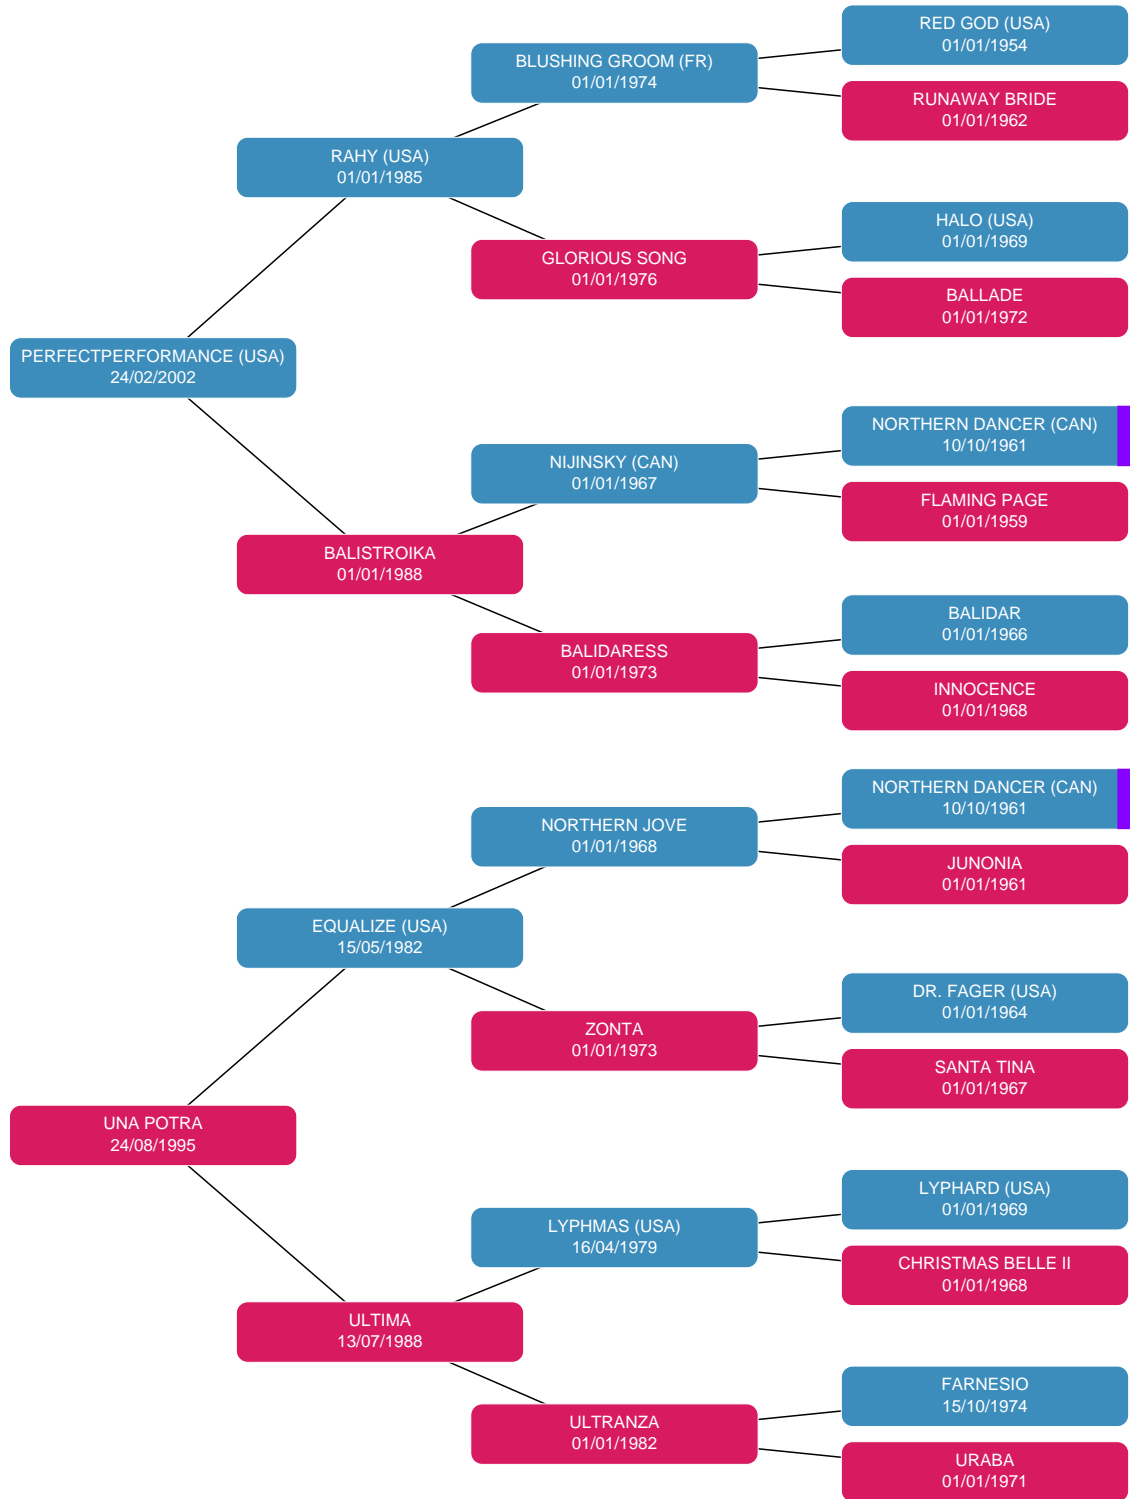 RED GOD (USA)
01/01/1954
BLUSHING GROOM (FR)
01/01/1974
RUNAWAY BRIDE
01/01/1962
RAHY (USA)
01/01/1985
HALO (USA)
01/01/1969
GLORIOUS SONG
01/01/1976
BALLADE
01/01/1972
PERFECTPERFORMANCE (USA)
24/02/2002
NORTHERN DANCER (CAN)
10/10/1961
NIJINSKY (CAN)
01/01/1967
FLAMING PAGE
01/01/1959
BALISTROIKA
01/01/1988
BALIDAR
01/01/1966
BALIDARESS
01/01/1973
INNOCENCE
01/01/1968
NORTHERN DANCER (CAN)
10/10/1961
NORTHERN JOVE
01/01/1968
JUNONIA
01/01/1961
EQUALIZE (USA)
15/05/1982
DR. FAGER (USA)
01/01/1964
ZONTA
01/01/1973
SANTA TINA
01/01/1967
UNA POTRA
24/08/1995
LYPHARD (USA)
01/01/1969
LYPHMAS (USA)
16/04/1979
CHRISTMAS BELLE II
01/01/1968
ULTIMA
13/07/1988
FARNESIO
15/10/1974
ULTRANZA
01/01/1982
URABA
01/01/1971